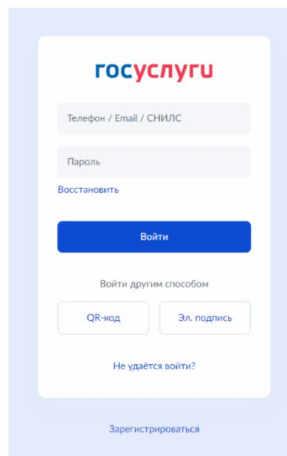 госуслуги
Телефон / Email / СНИЛС
Пароль
Восстановить
Войти
Войти другим способом
QR-код
Эл. подпись
Не удаётся войти?
Зарегистрироваться